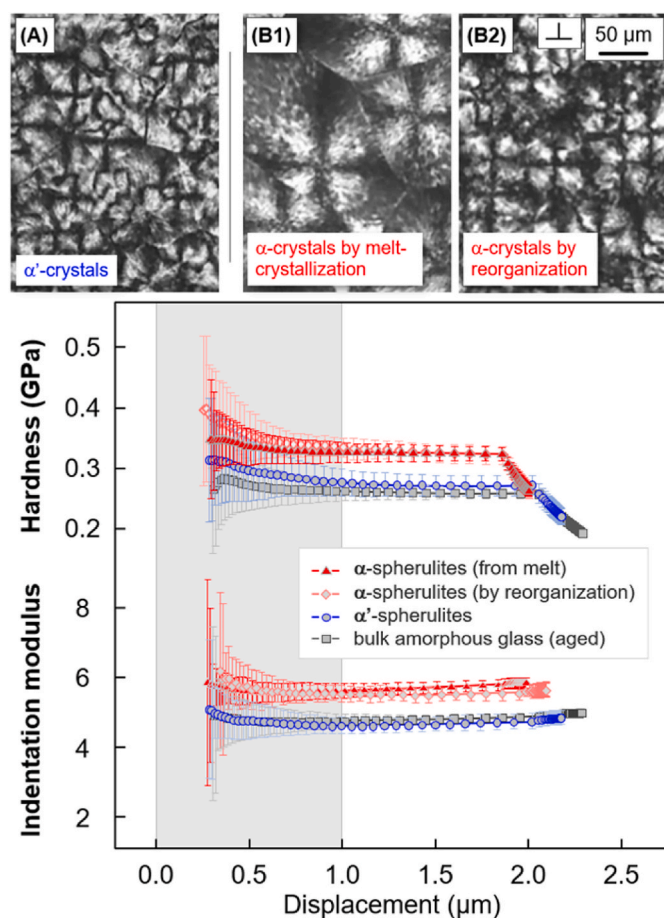 (A)
(B1)
(B2)
⊥
50 μm
α'-crystals
α-crystals by melt-
crystallization
α-crystals by
reorganization
Hardness (GPa)
0.5
0.4
0.3
0.2
α-spherulites (from melt)
α-spherulites (by reorganization)
α'-spherulites
bulk amorphous glass (aged)
Indentation modulus
8
6
4
2
0.0 0.5 1.0 1.5 2.0 2.5
Displacement (μm)